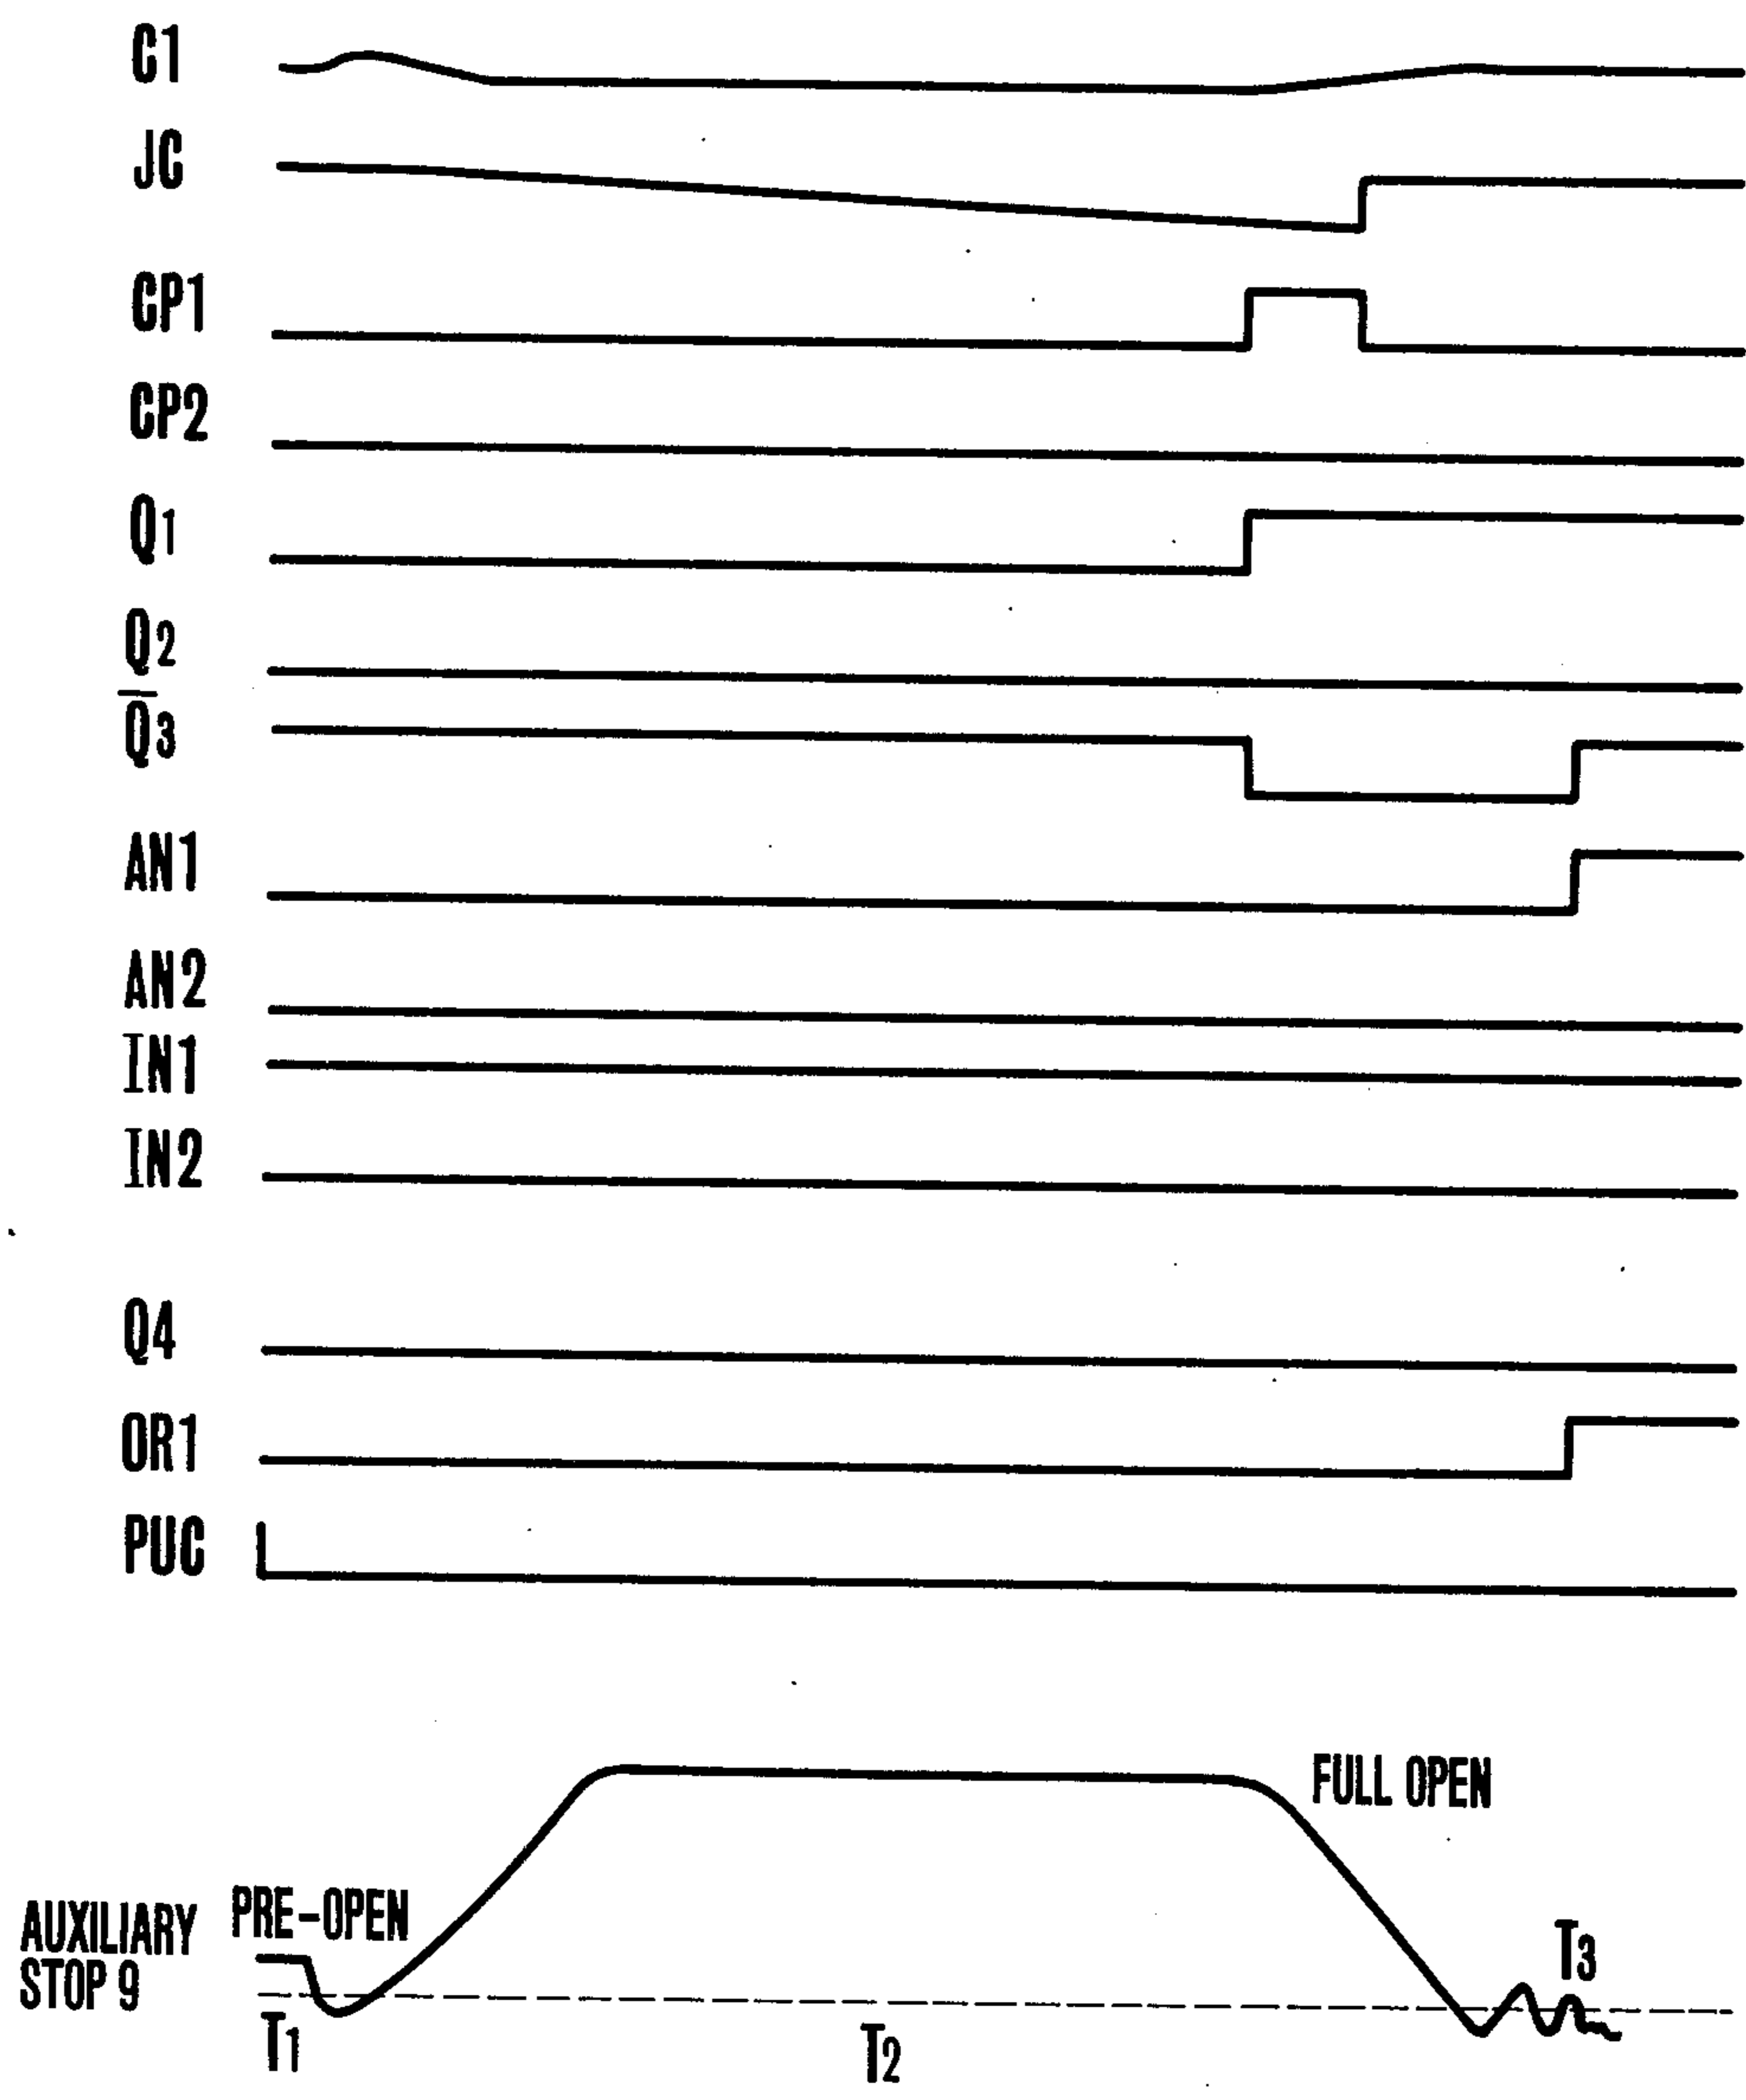 C1
JC
CP1
CP2
Q1
Q2
Q̅3
AN1
AN2
IN1
IN2
Q4
OR1
PUC
FULL OPEN
PRE-OPEN
AUXILIARY
STOP 9
T1
T2
T3